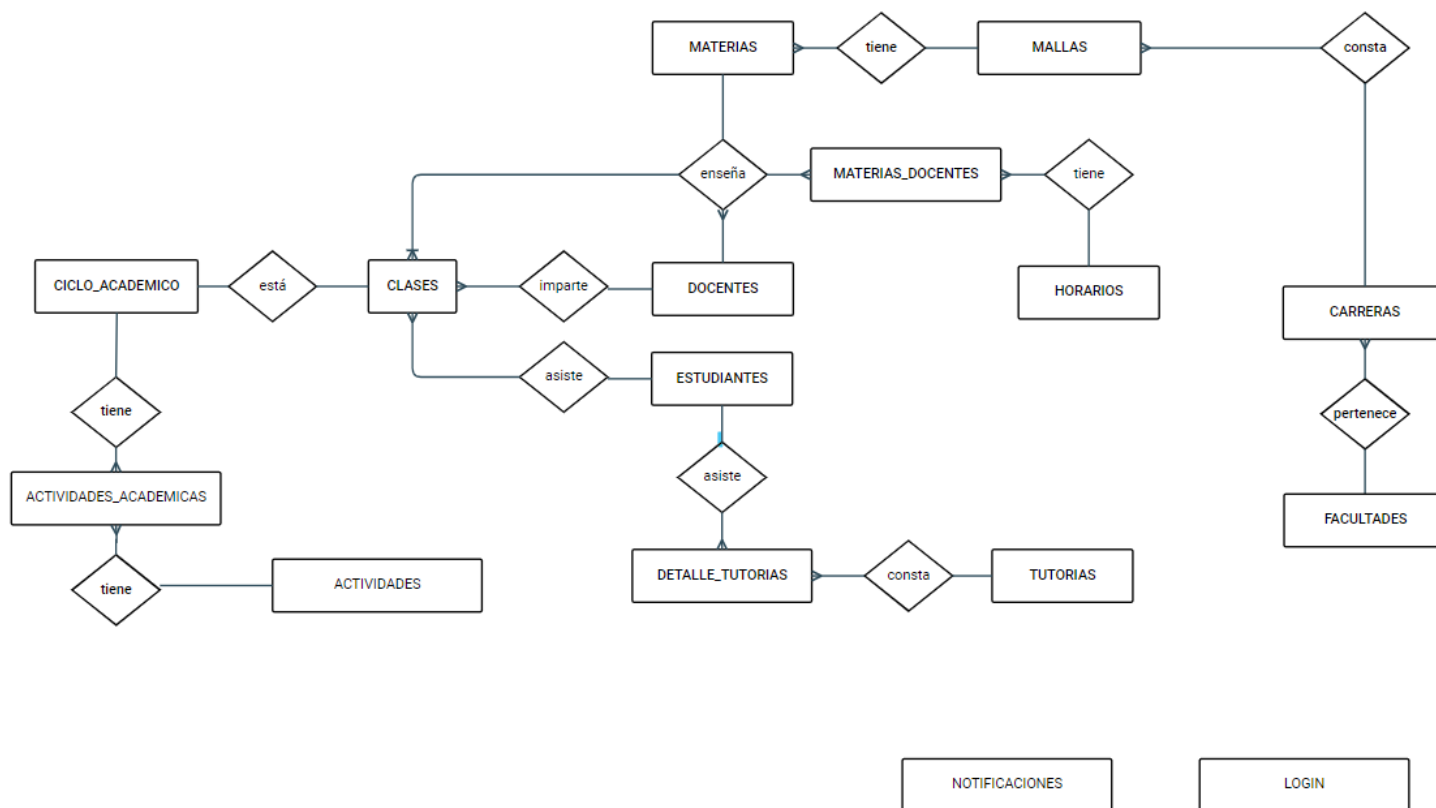 MATERIAS
tiene
MALLAS
consta
enseña
MATERIAS_DOCENTES
tiene
CICLO_ACADEMICO
está
CLASES
imparte
DOCENTES
HORARIOS
CARRERAS
asiste
ESTUDIANTES
tiene
pertenece
asiste
ACTIVIDADES_ACADEMICAS
FACULTADES
DETALLE_TUTORIAS
consta
TUTORIAS
tiene
ACTIVIDADES
NOTIFICACIONES
LOGIN